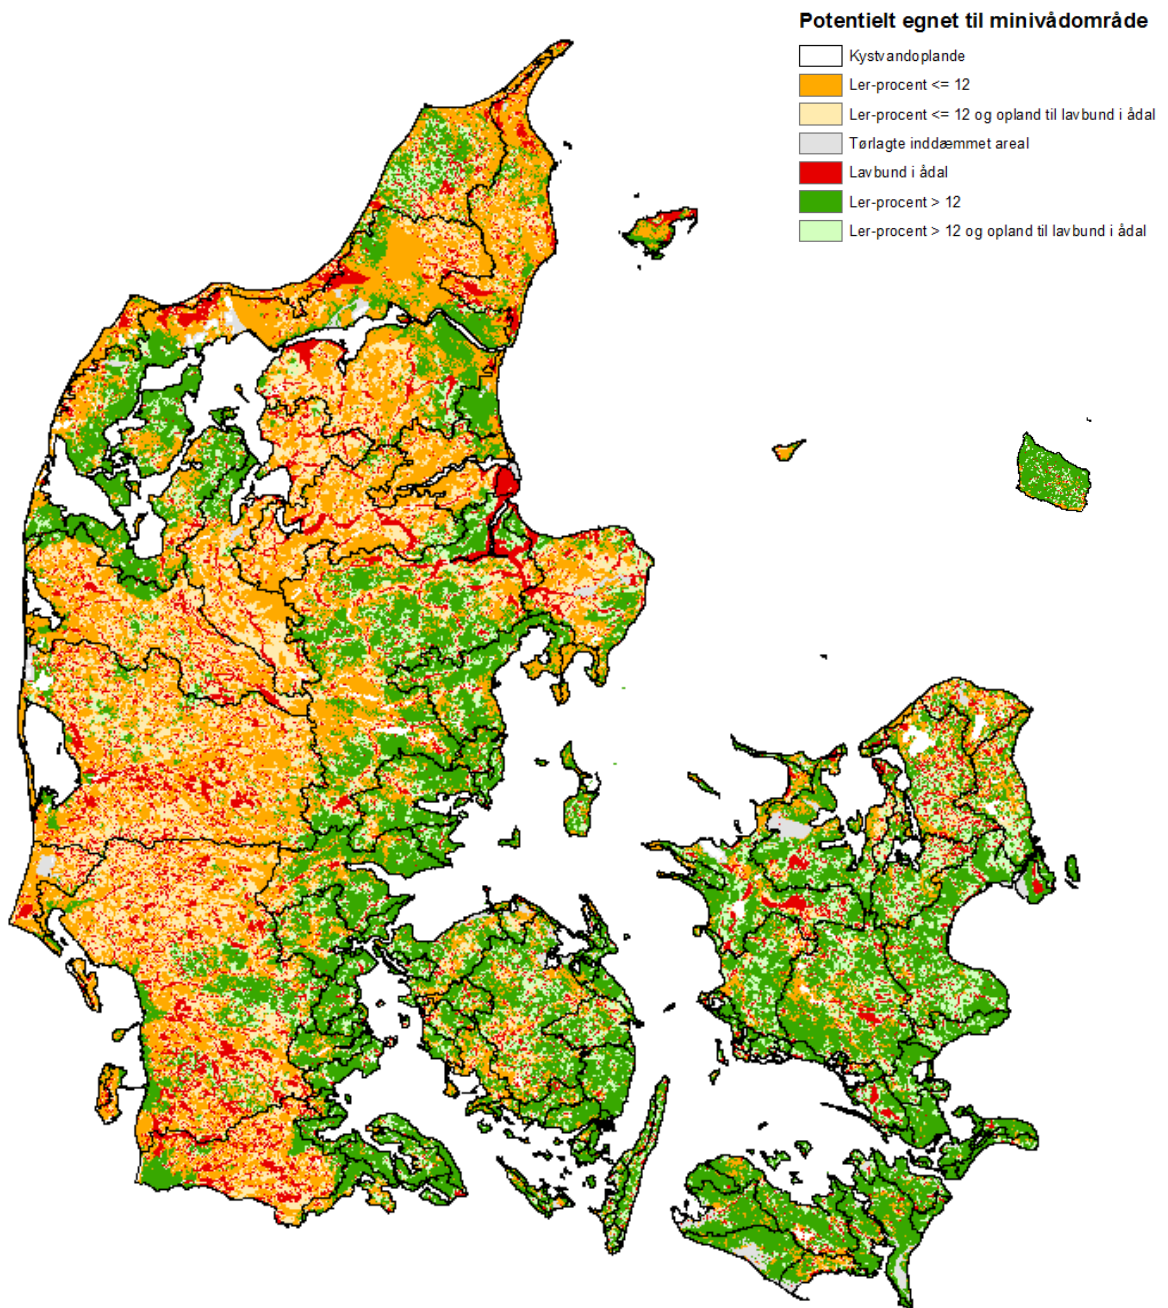 Potentielt egnet til minivådområde
Kystvandoplande
Ler-procent <= 12
Ler-procent <= 12 og opland til lavbund i ådal
Tørlagte inddæmmet areal
Lavbund i ådal
Ler-procent > 12
Ler-procent > 12 og opland til lavbund i ådal